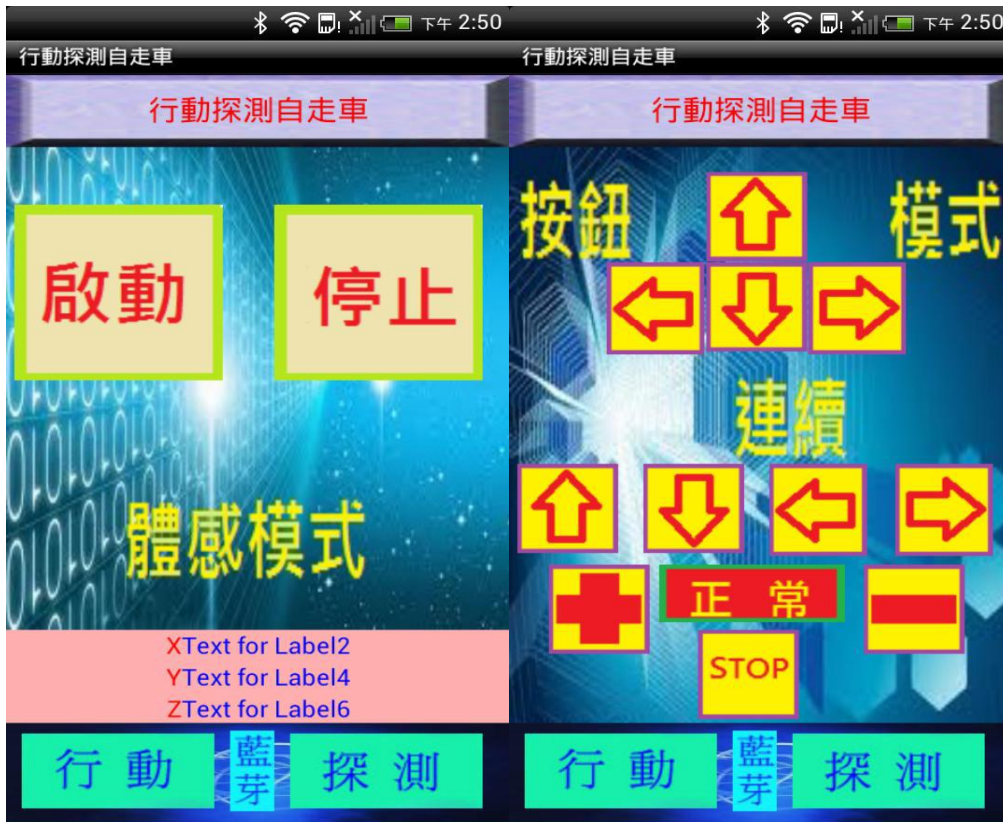 下午 2:50
行動探測自走車
行動探測自走車
啟動 停止
體感模式
XText for Label2
YText for Label4
ZText for Label6
行動 藍芽 探測
下午 2:50
行動探測自走車
行動探測自走車
按鈕 模式
連續
正常
STOP
行動 藍芽 探測